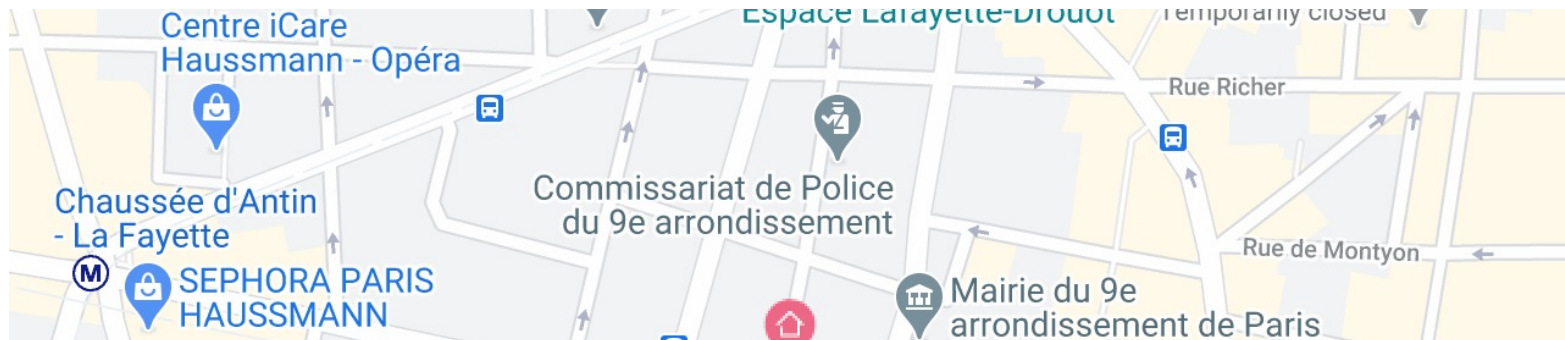 Espace Lafayette-Drouot
Temporarily closed
Centre iCare
Haussmann - Opéra
Rue Richer
Commissariat de Police
du 9e arrondissement
Chaussée d'Antin
- La Fayette
M
Rue de Montyon
SEPHORA PARIS
HAUSSMANN
Mairie du 9e
arrondissement de Paris